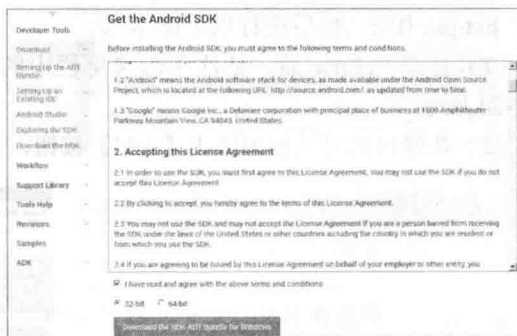 Developer Tools
Download
Setting Up the ADT
Bundle
Setting Up an
Existing IDE
Android Studio
Exploring the SDK
Download the NDK
Workflow
Support Library
Tools Help
Revisions
Samples
ADK
Get the Android SDK
Before installing the Android SDK, you must agree to the following terms and conditions.
1.2 "Android" means the Android software stack for devices, as made available under the Android Open Source
Project, which is located at the following URL: http://source.android.com/, as updated from time to time.
1.3 "Google" means Google Inc., a Delaware corporation with principal place of business at 1600 Amphitheatre
Parkway, Mountain View, CA 94043, United States.
2. Accepting this License Agreement
2.1 In order to use the SDK, you must first agree to this License Agreement. You may not use the SDK if you do not
accept this License Agreement.
2.2 By clicking to accept, you hereby agree to the terms of this License Agreement.
2.3 You may not use the SDK and may not accept the License Agreement if you are a person barred from receiving
the SDK under the laws of the United States or other countries including the country in which you are resident or
from which you use the SDK.
2.4 If you are agreeing to be bound by this License Agreement on behalf of your employer or other entity, you
I have read and agree with the above terms and conditions
32-bit 64-bit
Download the SDK ADT Bundle for Windows